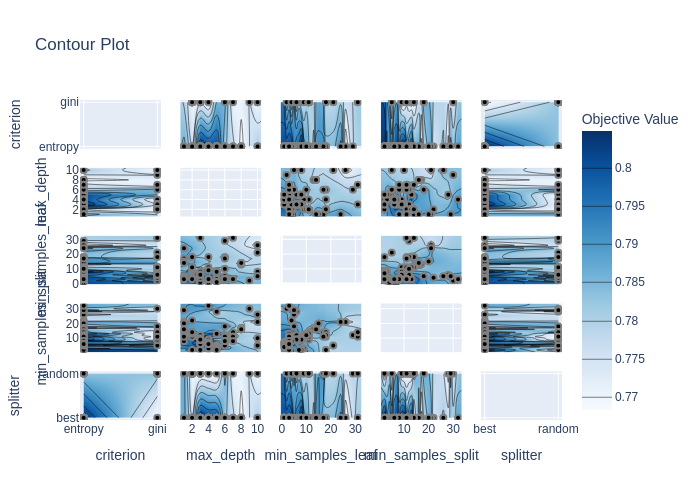 Contour Plot
criterion
gini
entropy
Objective Value
0.8
0.795
0.79
0.785
0.78
0.775
0.77
max_depth
10
8
6
4
2
30
20
10
0
min_samples_split
30
20
10
splitter
random
best
entropy
gini
2
4
6
8
10
0
10
20
30
10
20
30
best
random
criterion
max_depth
min_samples_leaf
min_samples_split
splitter